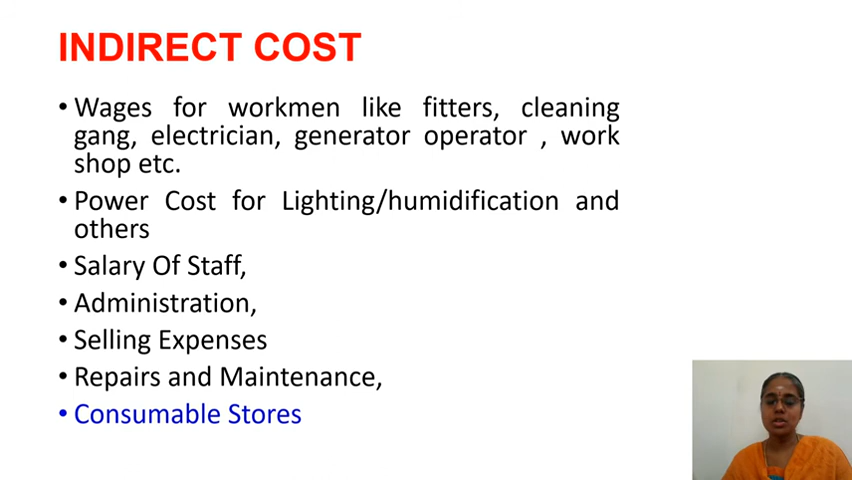 INDIRECT COST
• Wages for workmen like fitters, cleaning
gang, electrician, generator operator , work
shop etc.
• Power Cost for Lighting/humidification and
others
• Salary Of Staff,
• Administration,
• Selling Expenses
• Repairs and Maintenance,
• Consumable Stores